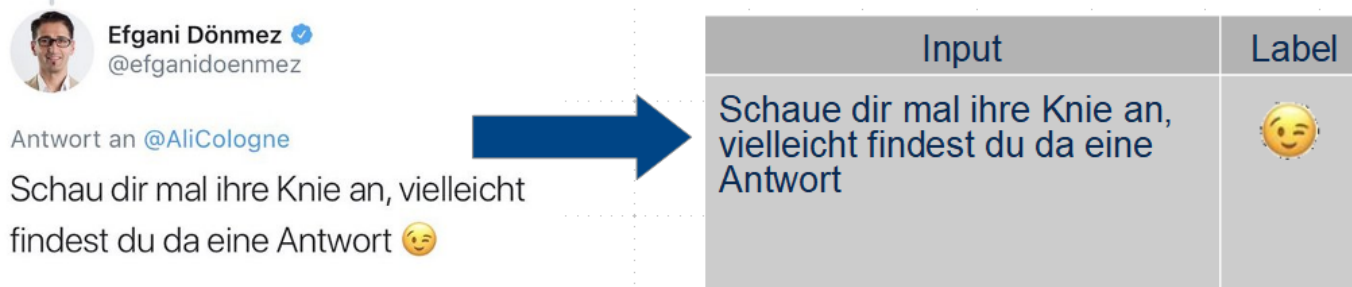 Efgani Dönmez
@efganidoenmez
Antwort an @AliCologne
Schau dir mal ihre Knie an, vielleicht
findest du da eine Antwort 😉
Input
Label
Schaue dir mal ihre Knie an,
vielleicht findest du da eine
Antwort
😉